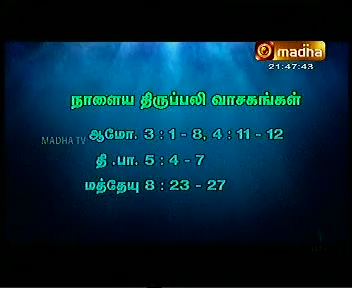 madha
21:47:43
நாளைய திருப்பலி வாசகங்கள்
MADHA TV
ஆமோ. 3 : 1 - 8, 4 : 11 - 12
தி .பா. 5 : 4 - 7
மத்தேயு 8 : 23 - 27